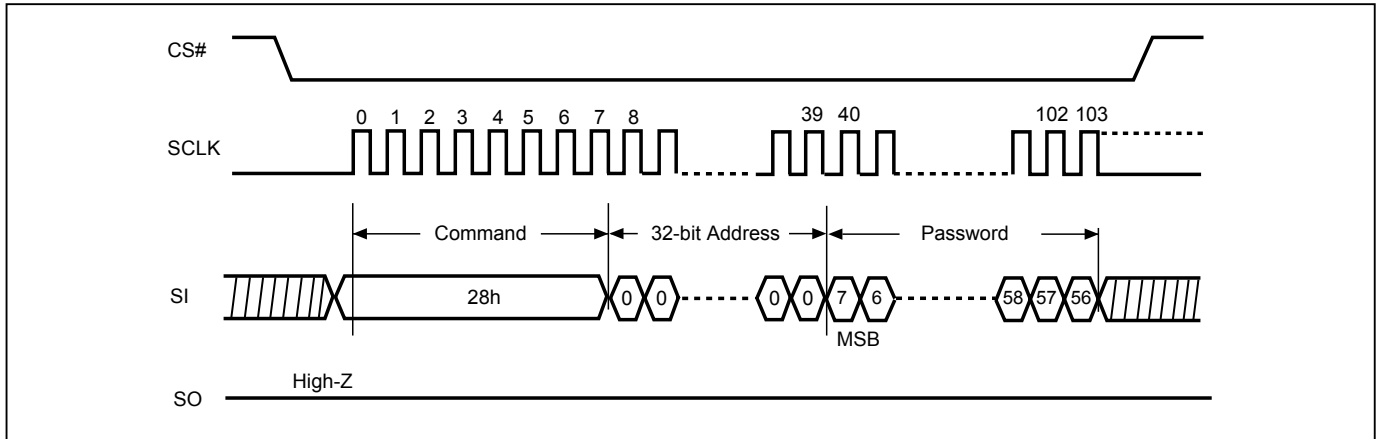 CS#
0 1 2 3 4 5 6 7 8 39 40 102 103
SCLK
Command 32-bit Address Password
SI 28h 0 0 0 0 7 6 58 57 56
MSB
High-Z
SO